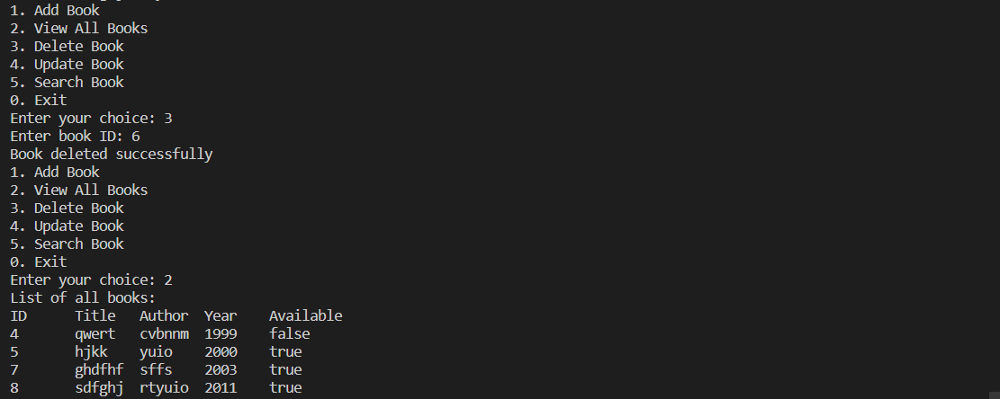 1. Add Book
2. View All Books
3. Delete Book
4. Update Book
5. Search Book
0. Exit
Enter your choice: 3
Enter book ID: 6
Book deleted successfully
1. Add Book
2. View All Books
3. Delete Book
4. Update Book
5. Search Book
0. Exit
Enter your choice: 2
List of all books:
ID      Title   Author  Year    Available
4       qwert   cvbnnm  1999    false
5       hjkk    yuio    2000    true
7       ghdfhf  sffs    2003    true
8       sdfghj  rtyuio  2011    true